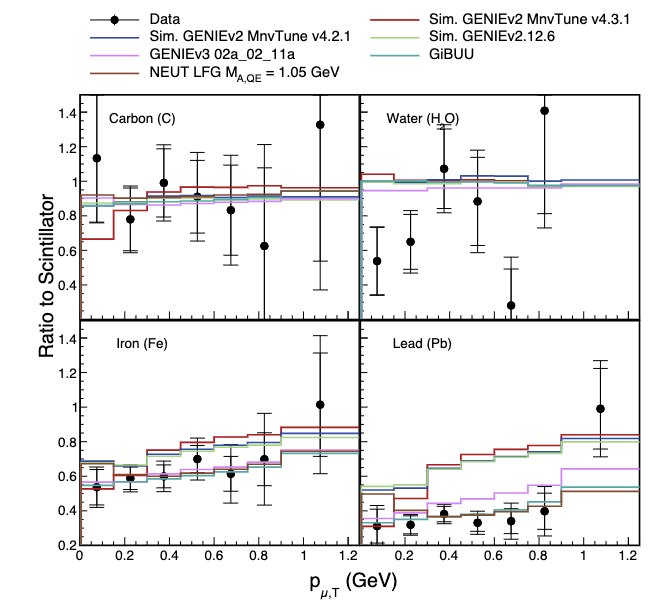 Data
Sim. GENIEv2 MnvTune v4.3.1
Sim. GENIEv2 MnvTune v4.2.1
Sim. GENIEv2.12.6
GENIEv3 02a_02_11a
GiBUU
NEUT LFG M_A,QE = 1.05 GeV
Ratio to Scintillator
1.4
1.2
1
0.8
0.6
0.4
Carbon (C)
Water (H2O)
1.4
1.2
1
0.8
0.6
0.4
0.2
Iron (Fe)
Lead (Pb)
0 0.2 0.4 0.6 0.8 1 1.2 0.2 0.4 0.6 0.8 1 1.2
p_μ,T (GeV)